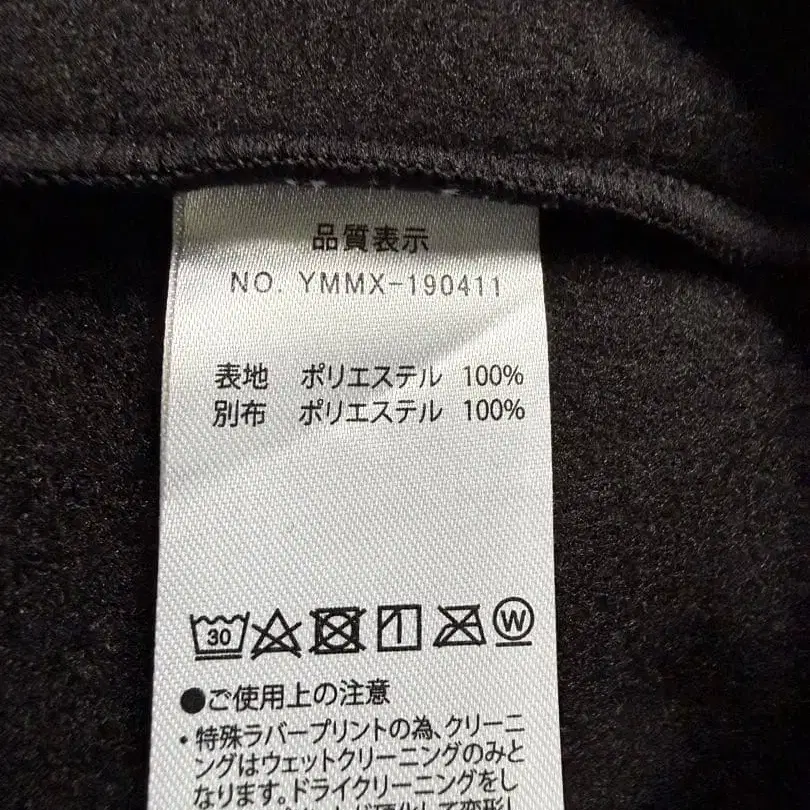 品質表示
NO. YMMX-190411
表地 ポリエステル 100%
別布 ポリエステル 100%
30
W
●ご使用上の注意
・特殊ラバープリントの為、クリーニ
ングはウェットクリーニングのみと
なります。ドライクリーニングをし